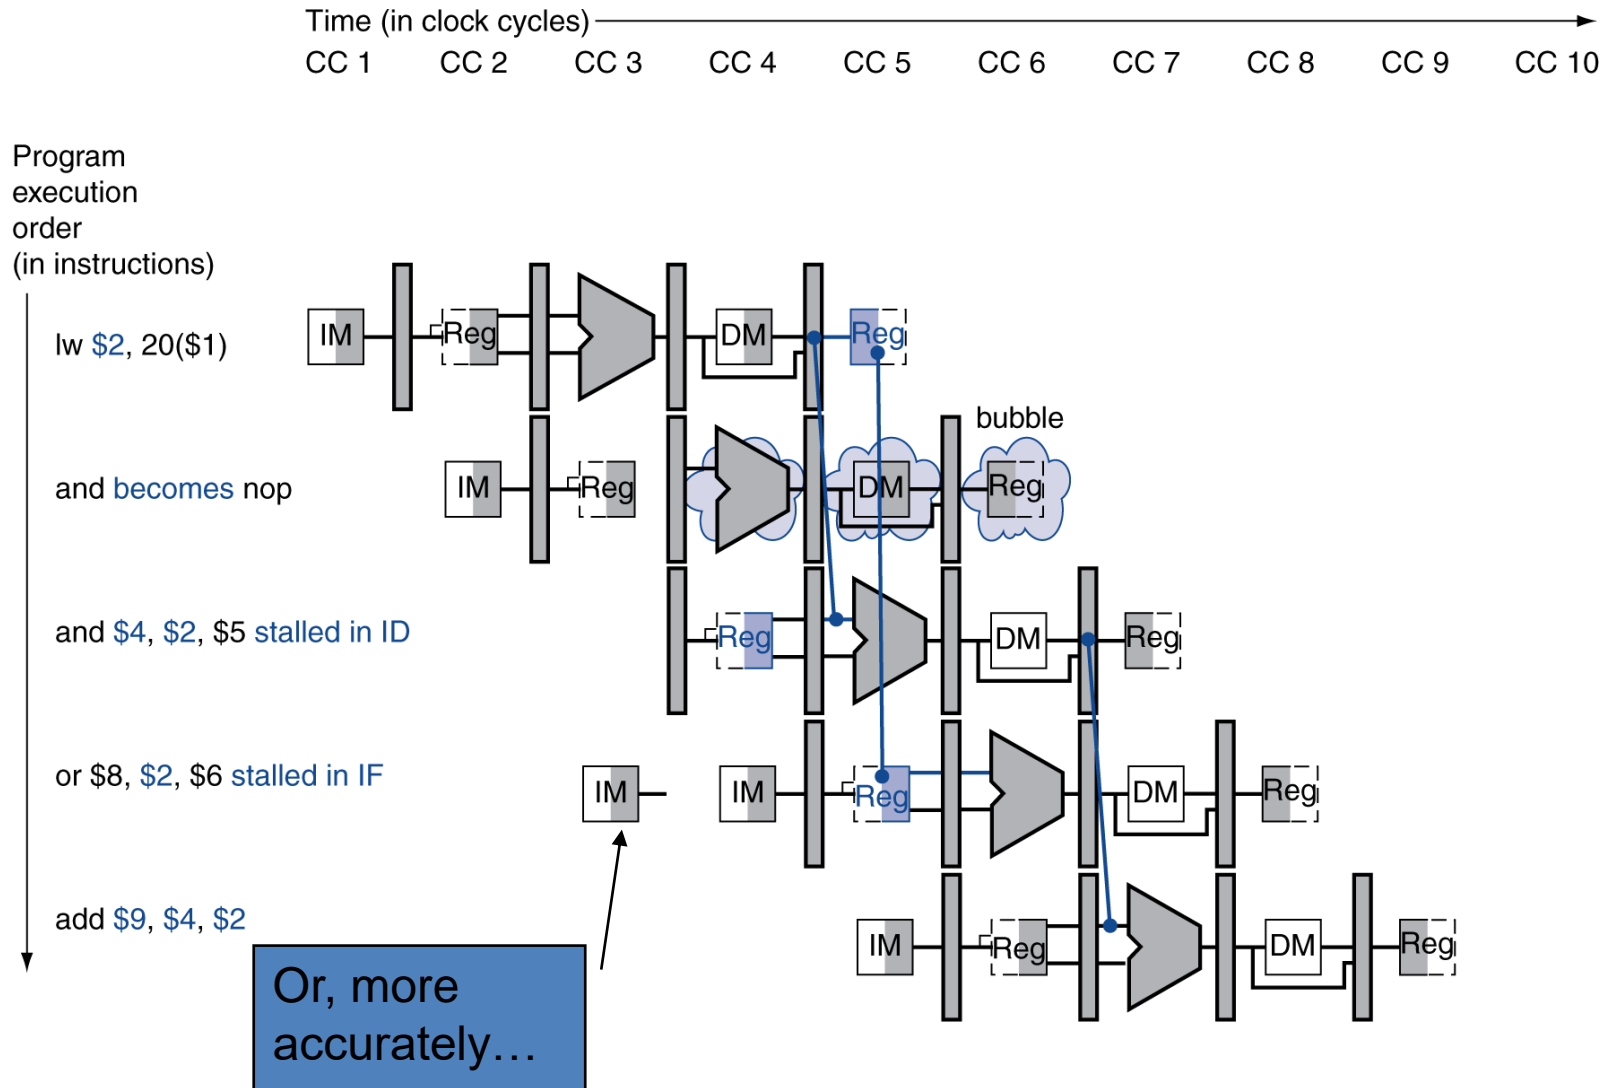 Time (in clock cycles)
CC 1 CC 2 CC 3 CC 4 CC 5 CC 6 CC 7 CC 8 CC 9 CC 10
Program
execution
order
(in instructions)
lw $2, 20($1)
IM Reg DM Reg
bubble
and becomes nop
IM Reg DM Reg
and $4, $2, $5 stalled in ID
Reg DM Reg
or $8, $2, $6 stalled in IF
IM IM Reg DM Reg
add $9, $4, $2
IM Reg DM Reg
Or, more
accurately…